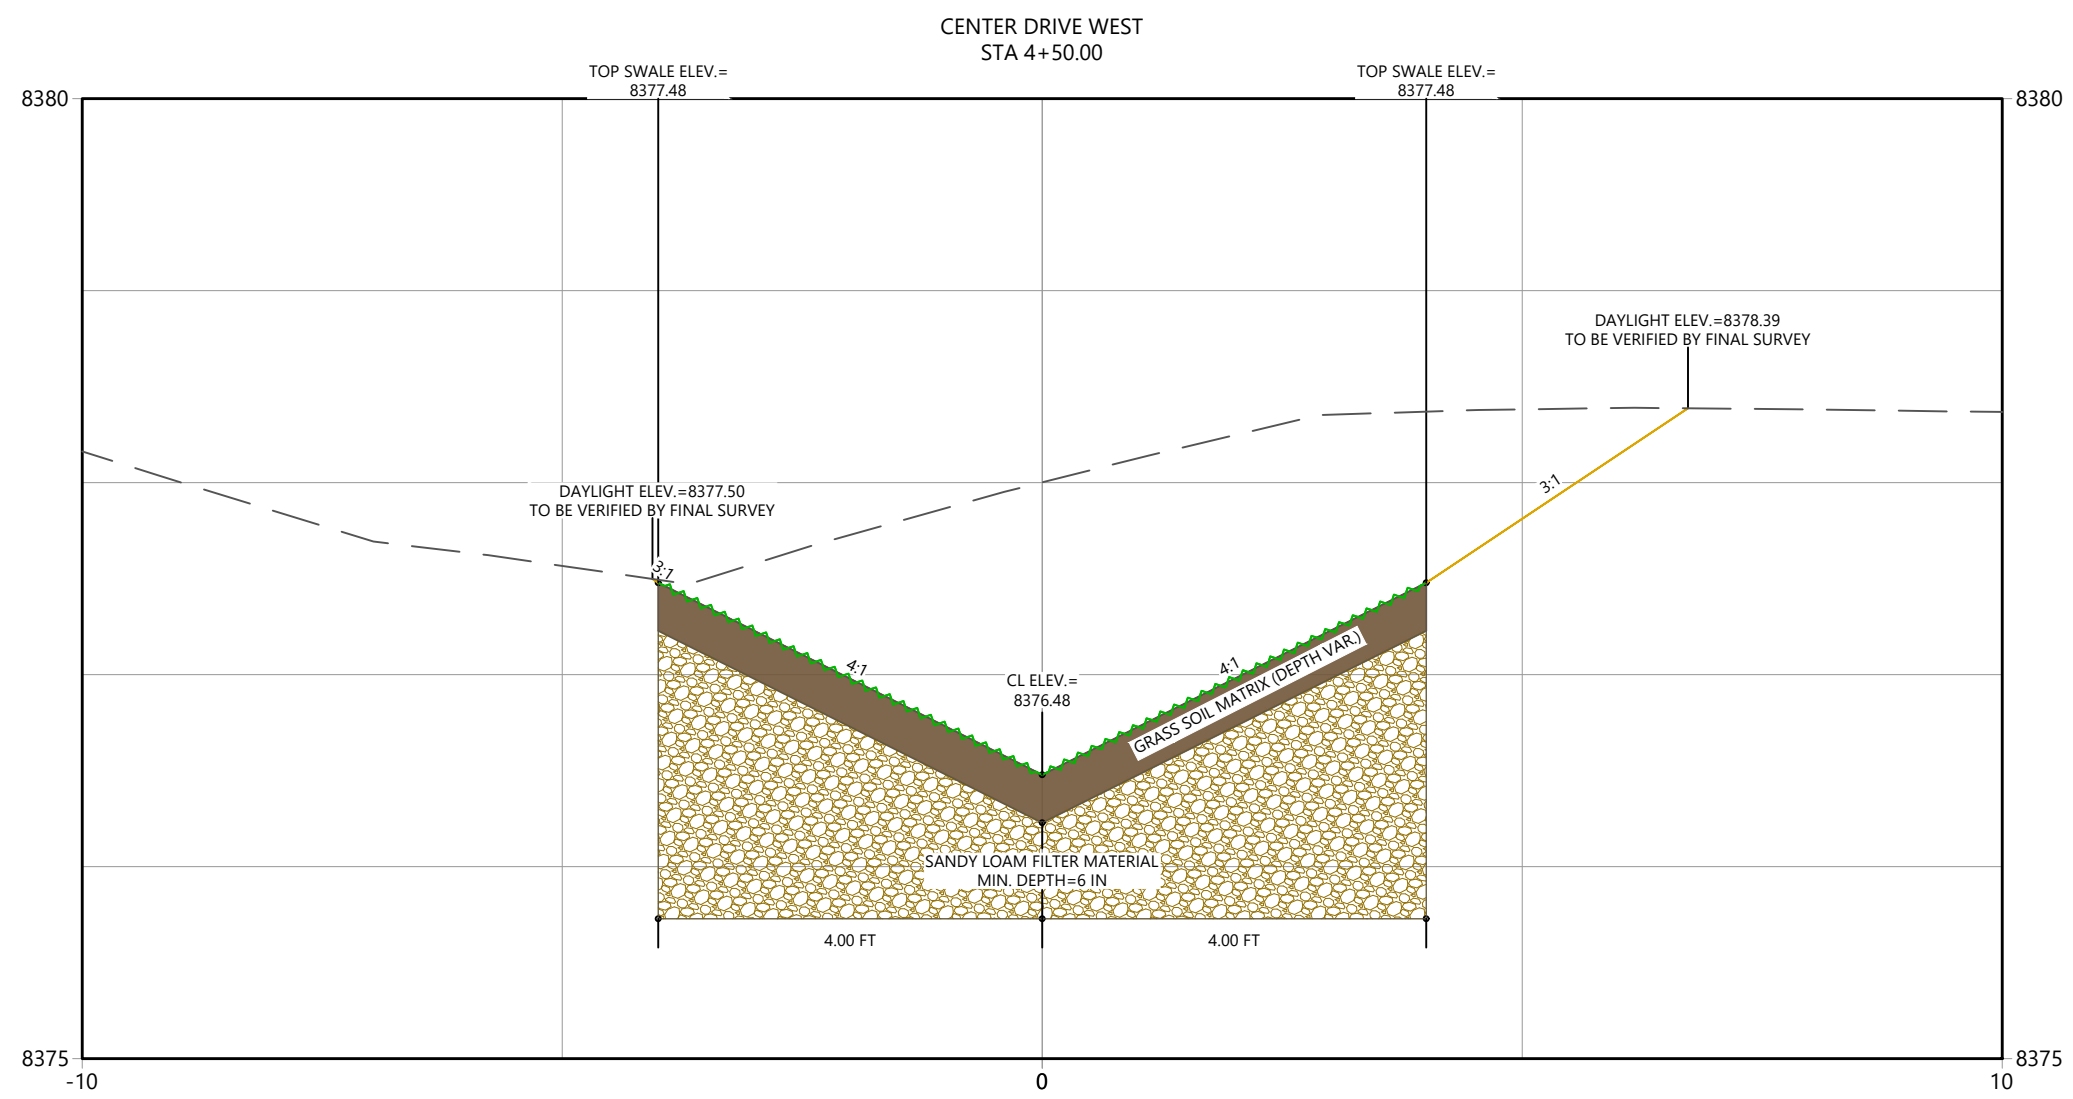 CENTER DRIVE WEST
STA 4+50.00
TOP SWALE ELEV.=
8377.48
TOP SWALE ELEV.=
8377.48
8380
8380
DAYLIGHT ELEV.=8378.39
TO BE VERIFIED BY FINAL SURVEY
DAYLIGHT ELEV.=8377.50
TO BE VERIFIED BY FINAL SURVEY
3:1
3:1
4:1
4:1
CL ELEV.=
8376.48
GRASS SOIL MATRIX (DEPTH VAR.)
SANDY LOAM FILTER MATERIAL
MIN. DEPTH=6 IN
4.00 FT
4.00 FT
8375
8375
-10
0
10